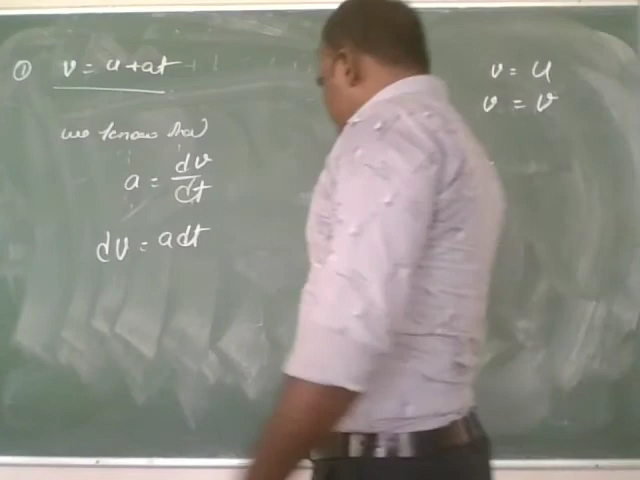 ① v = u + at
we know that
a = dv/dt
dv = adt
v = u
v = v